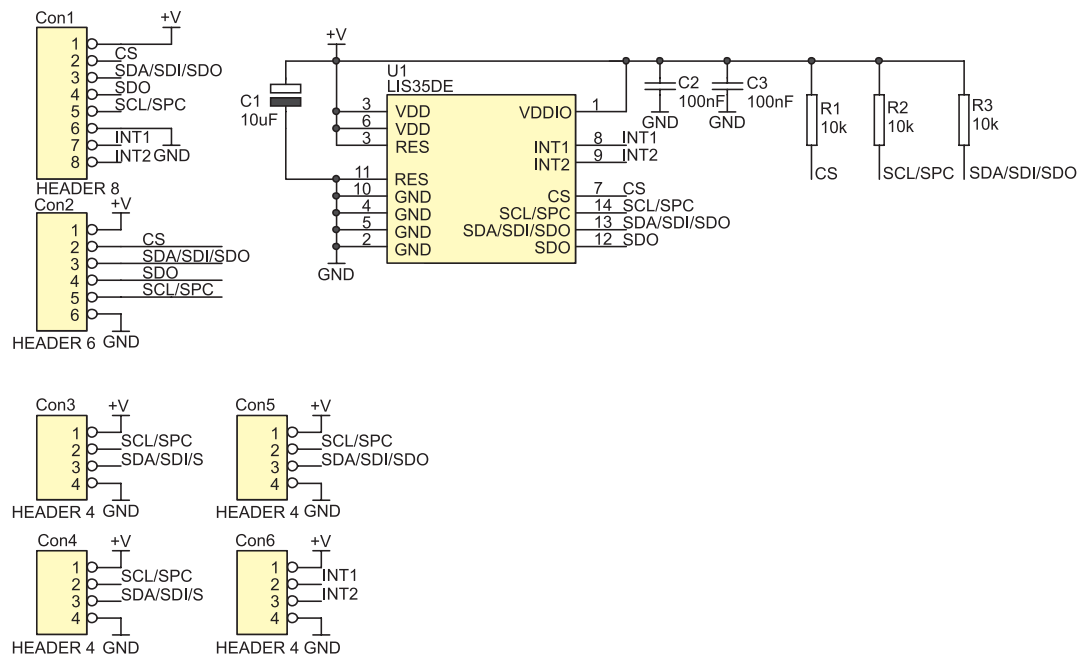 Con1
+V
1
2
CS
3
SDA/SDI/SDO
4
SDO
5
SCL/SPC
6
7
INT1
8
INT2
GND
HEADER 8
Con2
+V
1
2
CS
3
SDA/SDI/SDO
4
SDO
5
SCL/SPC
6
HEADER 6
GND
+V
C1
10uF
U1
LIS35DE
3
VDD
6
VDD
3
RES
11
RES
10
GND
4
GND
5
GND
2
GND
GND
VDDIO
1
INT1
8
INT1
INT2
9
INT2
CS
7
CS
SCL/SPC
14
SCL/SPC
SDA/SDI/SDO
13
SDA/SDI/SDO
SDO
12
SDO
C2
100nF
GND
C3
100nF
GND
R1
10k
CS
R2
10k
SCL/SPC
R3
10k
SDA/SDI/SDO
Con3
+V
1
2
SCL/SPC
3
SDA/SDI/S
4
HEADER 4
GND
Con5
+V
1
2
SCL/SPC
3
SDA/SDI/SDO
4
HEADER 4
GND
Con4
+V
1
2
SCL/SPC
3
SDA/SDI/S
4
HEADER 4
GND
Con6
+V
1
2
INT1
3
INT2
4
HEADER 4
GND